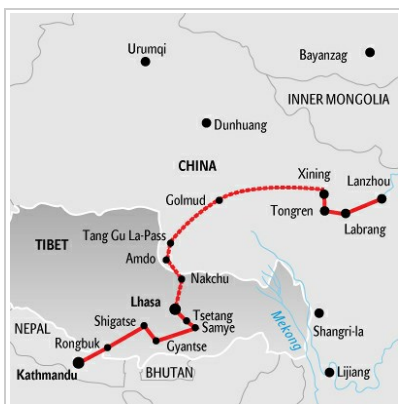 Urumqi
Bayanzag
INNER MONGOLIA
Dunhuang
CHINA
Xining
Lanzhou
Golmud
Tongren
Labrang
Tang Gu La-Pass
TIBET
Amdo
Nakchu
Lhasa
Tsetang
Shigatse
Samye
Mekong
Shangri-la
NEPAL
Rongbuk
Gyantse
Kathmandu
BHUTAN
Lijiang